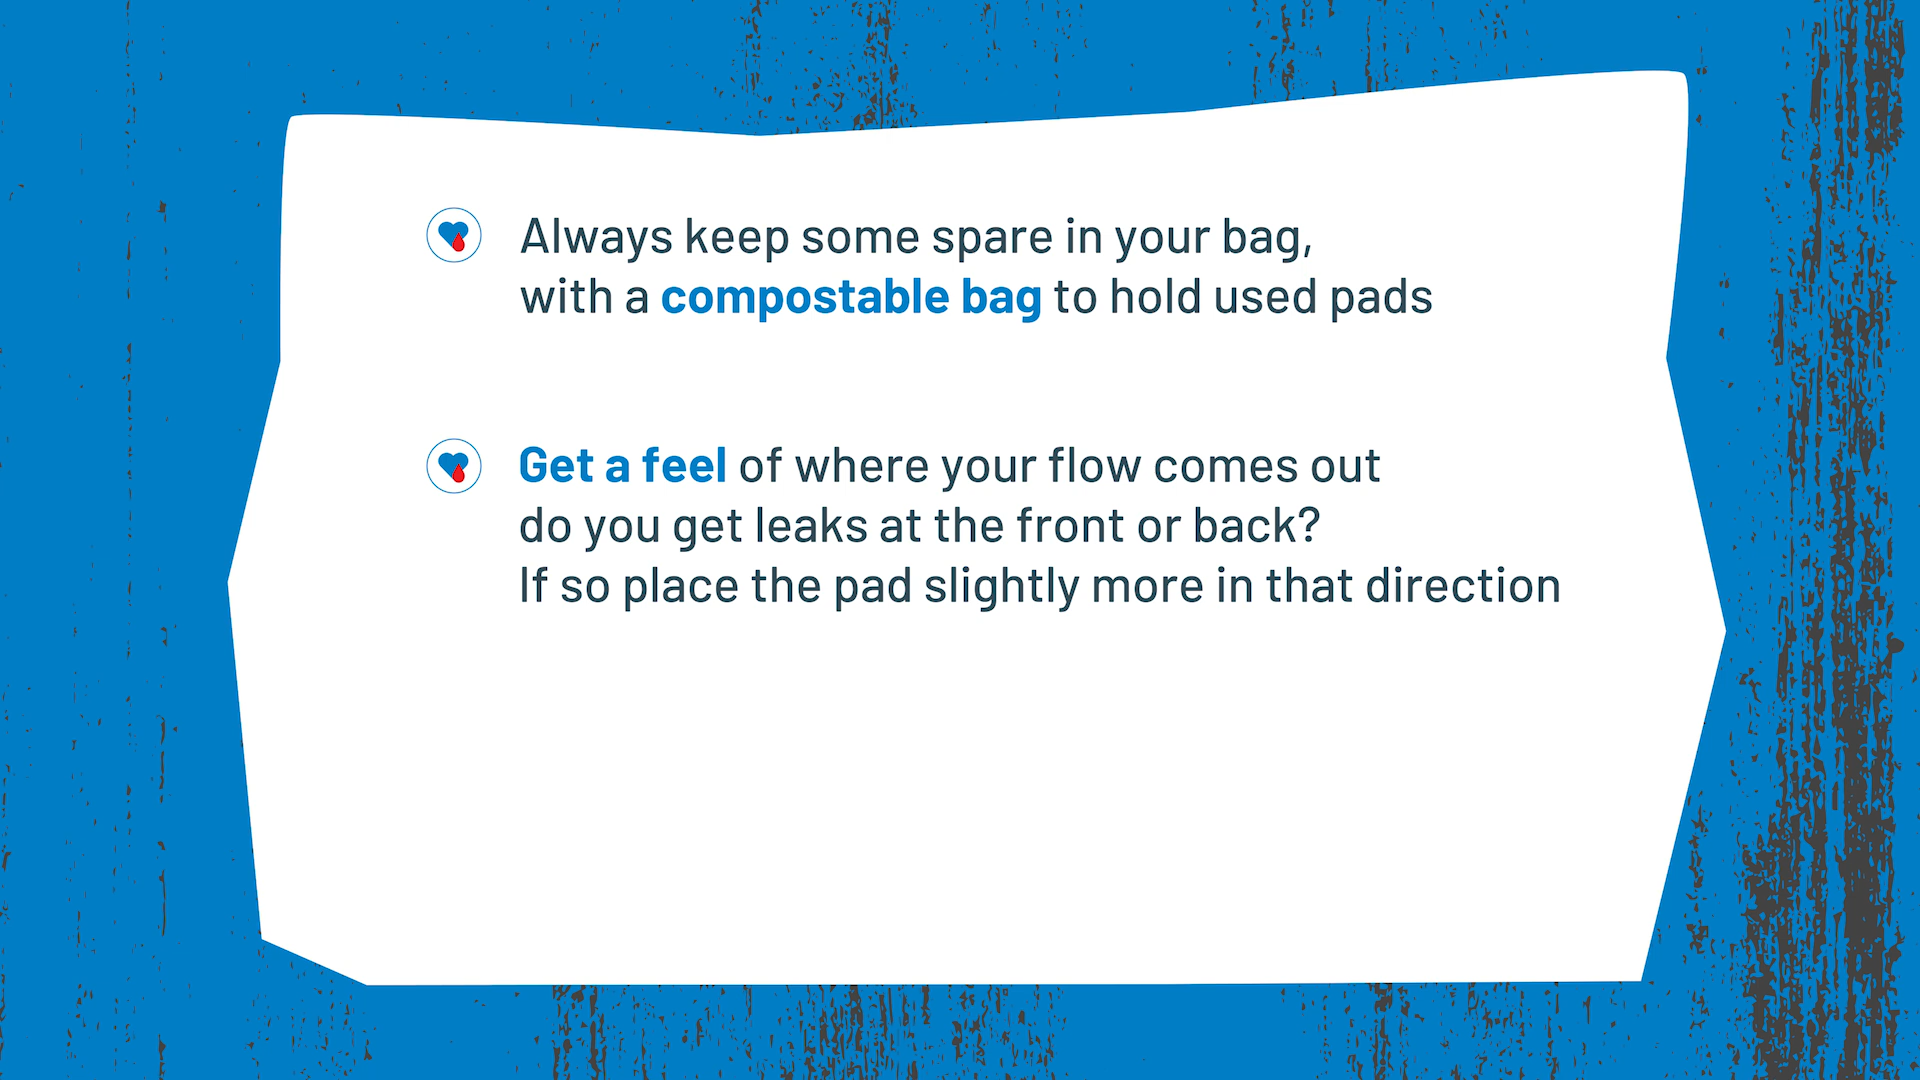 Always keep some spare in your bag,
with a compostable bag to hold used pads
Get a feel of where your flow comes out
do you get leaks at the front or back?
If so place the pad slightly more in that direction